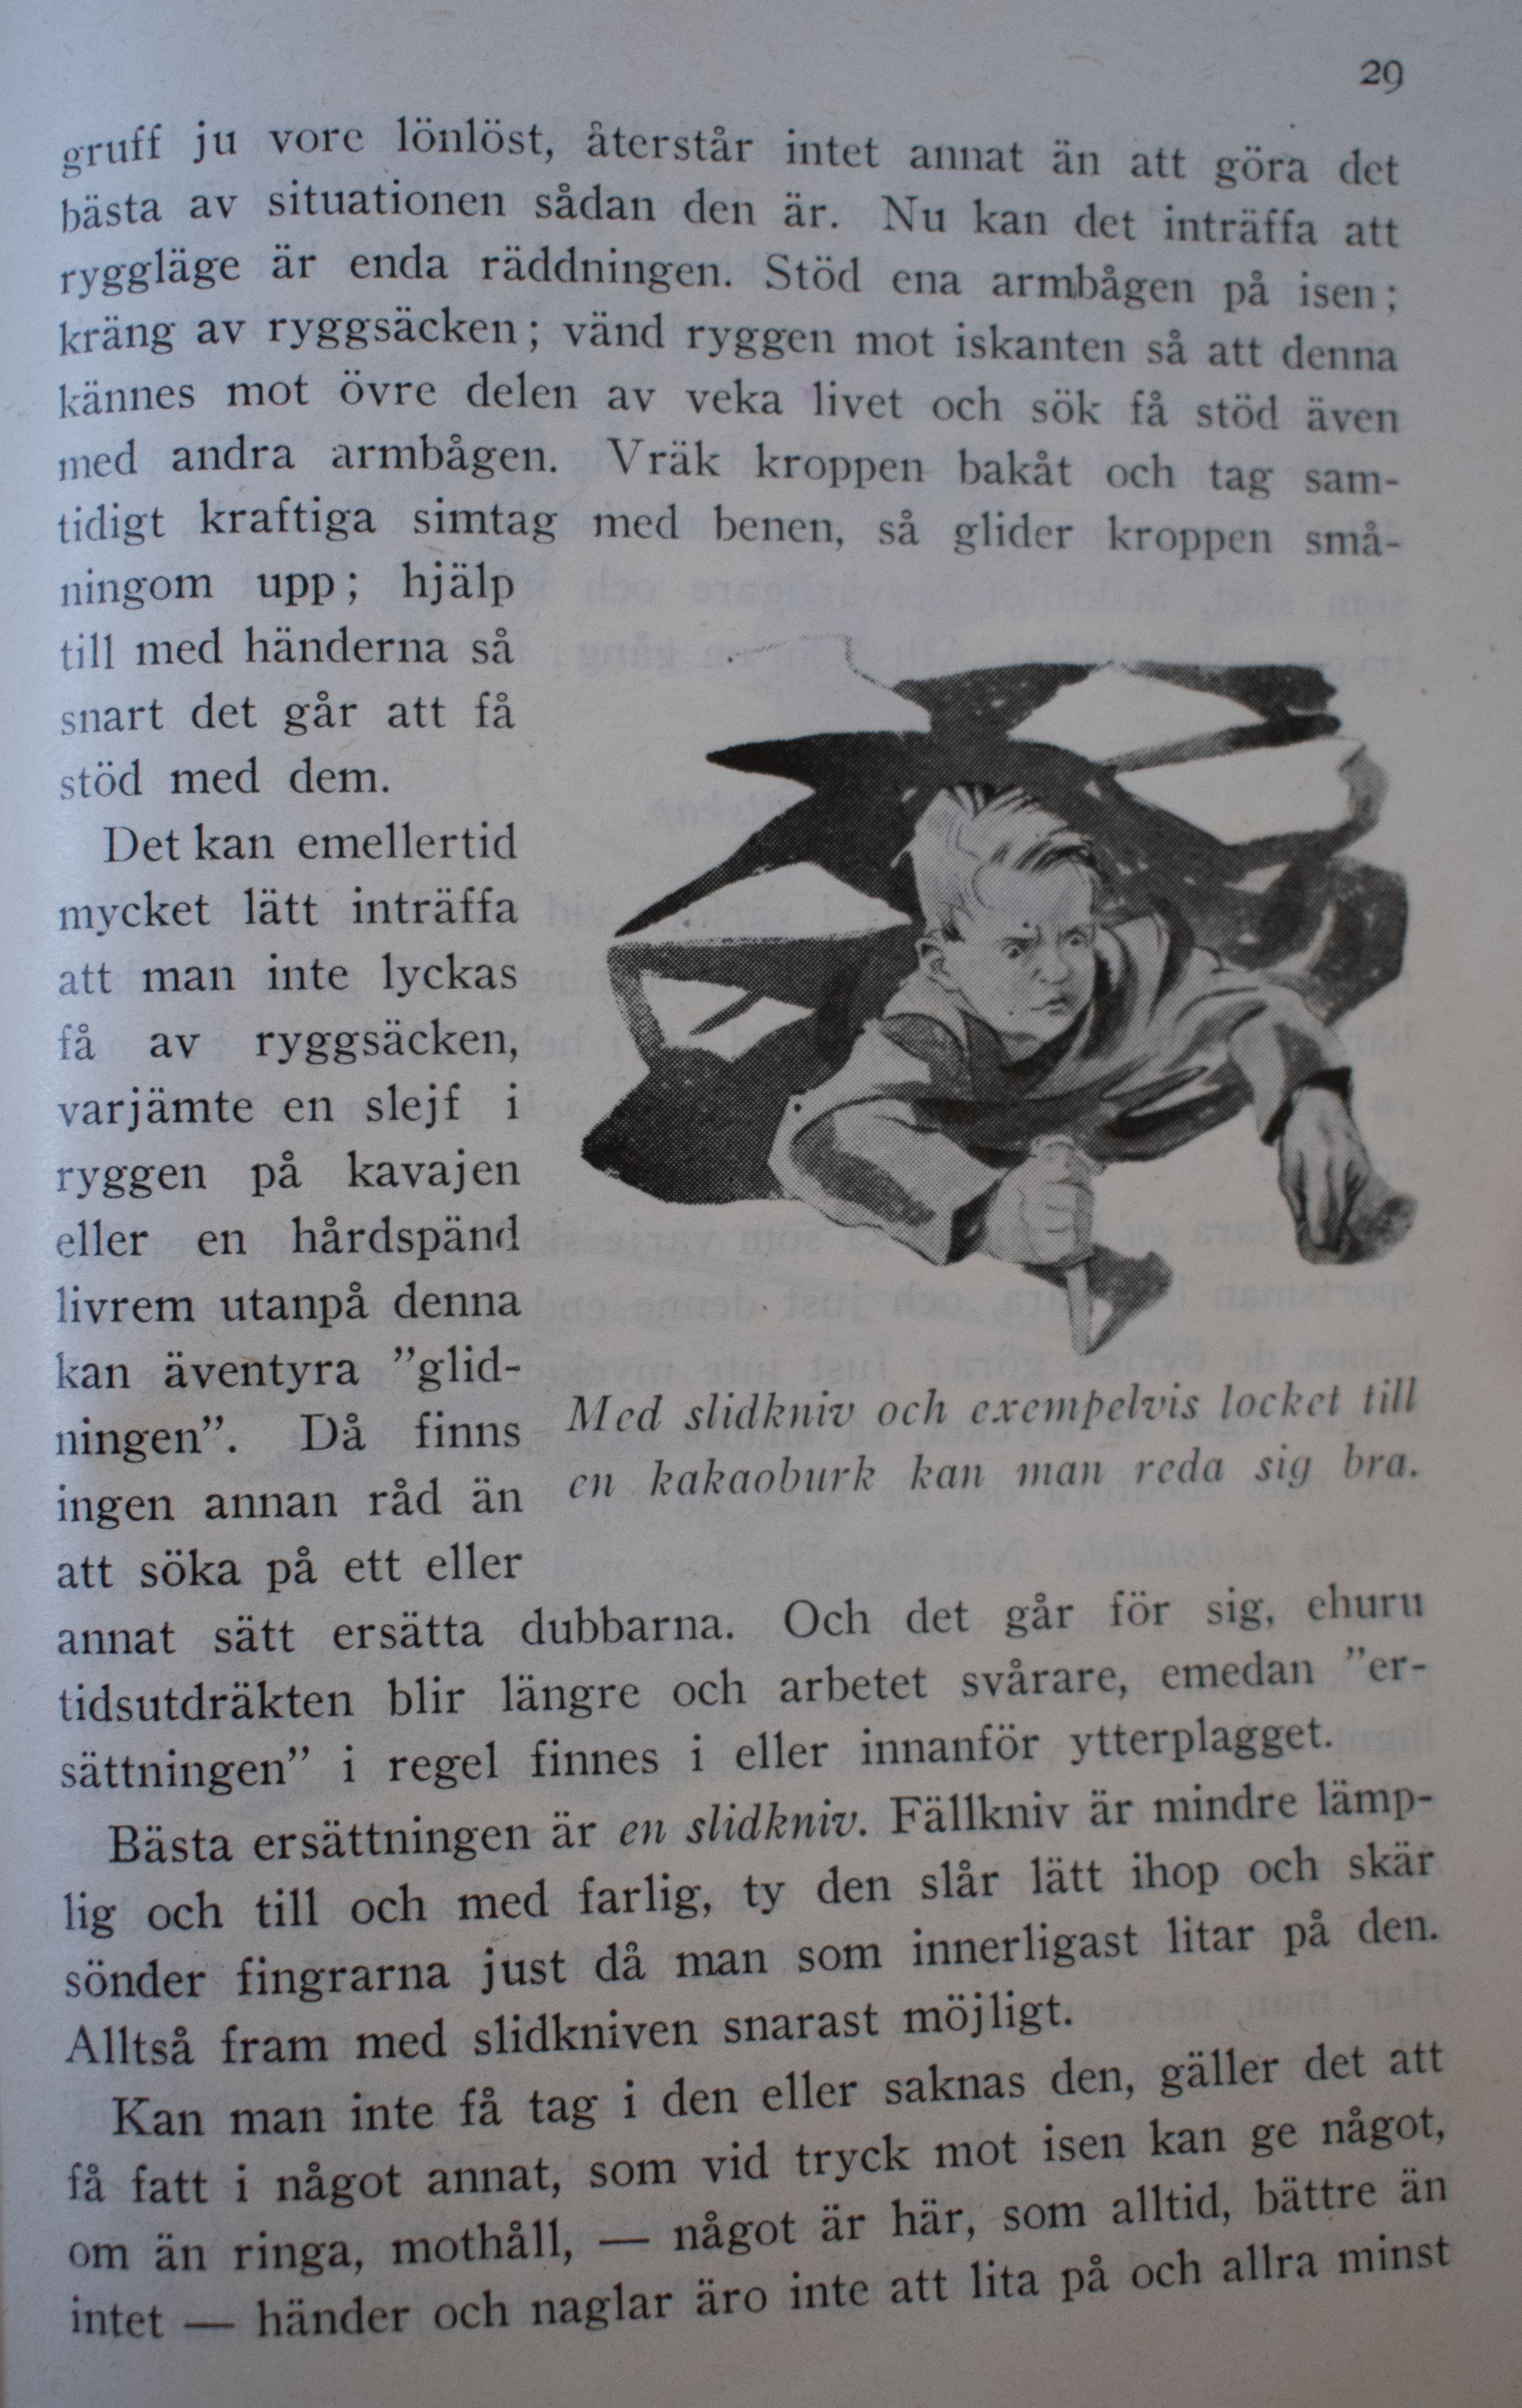 29
gruff ju vore lönlöst, återstår intet annat än att göra det
bästa av situationen sådan den är. Nu kan det inträffa att
ryggläge är enda räddningen. Stöd ena armbågen på isen;
kräng av ryggsäcken; vänd ryggen mot iskanten så att denna
kännes mot övre delen av veka livet och sök få stöd även
med andra armbågen. Vräk kroppen bakåt och tag sam-
tidigt kraftiga simtag med benen, så glider kroppen små-
ningom upp; hjälp
till med händerna så
snart det går att få
stöd med dem.
Det kan emellertid
mycket lätt inträffa
att man inte lyckas
få av ryggsäcken,
varjämte en slejf i
ryggen på kavajen
eller en hårdspänd
livrem utanpå denna
kan äventyra ”glid-
ningen”. Då finns
ingen annan råd än
att söka på ett eller
Med slidkniv och exempelvis locket till
en kakaoburk kan man reda sig bra.
annat sätt ersätta dubbarna. Och det går för sig, ehuru
tidsutdräkten blir längre och arbetet svårare, emedan ”er-
sättningen” i regel finnes i eller innanför ytterplagget.
Bästa ersättningen är en slidkniv. Fällkniv är mindre lämp-
lig och till och med farlig, ty den slår lätt ihop och skär
sönder fingrarna just då man som innerligast litar på den.
Alltså fram med slidkniven snarast möjligt.
Kan man inte få tag i den eller saknas den, gäller det att
få fatt i något annat, som vid tryck mot isen kan ge något,
om än ringa, mothåll, — något är här, som alltid, bättre än
intet — händer och naglar äro inte att lita på och allra minst